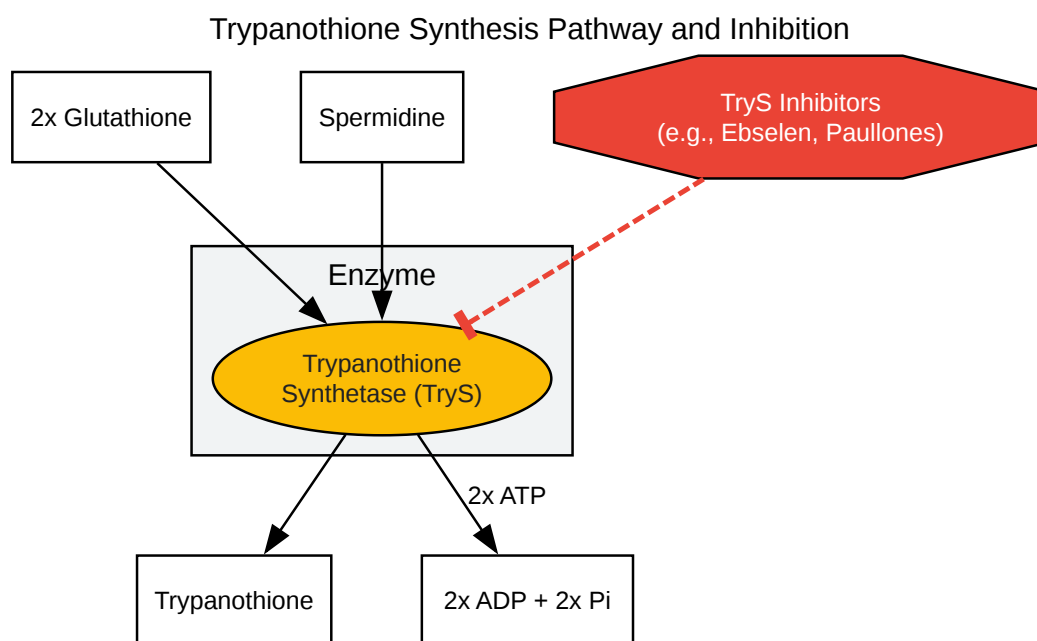 Trypanothione Synthesis Pathway and Inhibition
2x Glutathione
Spermidine
TryS Inhibitors
(e.g., Ebselen, Paullones)
Enzyme
Trypanothione
Synthetase (TryS)
2x ATP
Trypanothione
2x ADP + 2x Pi